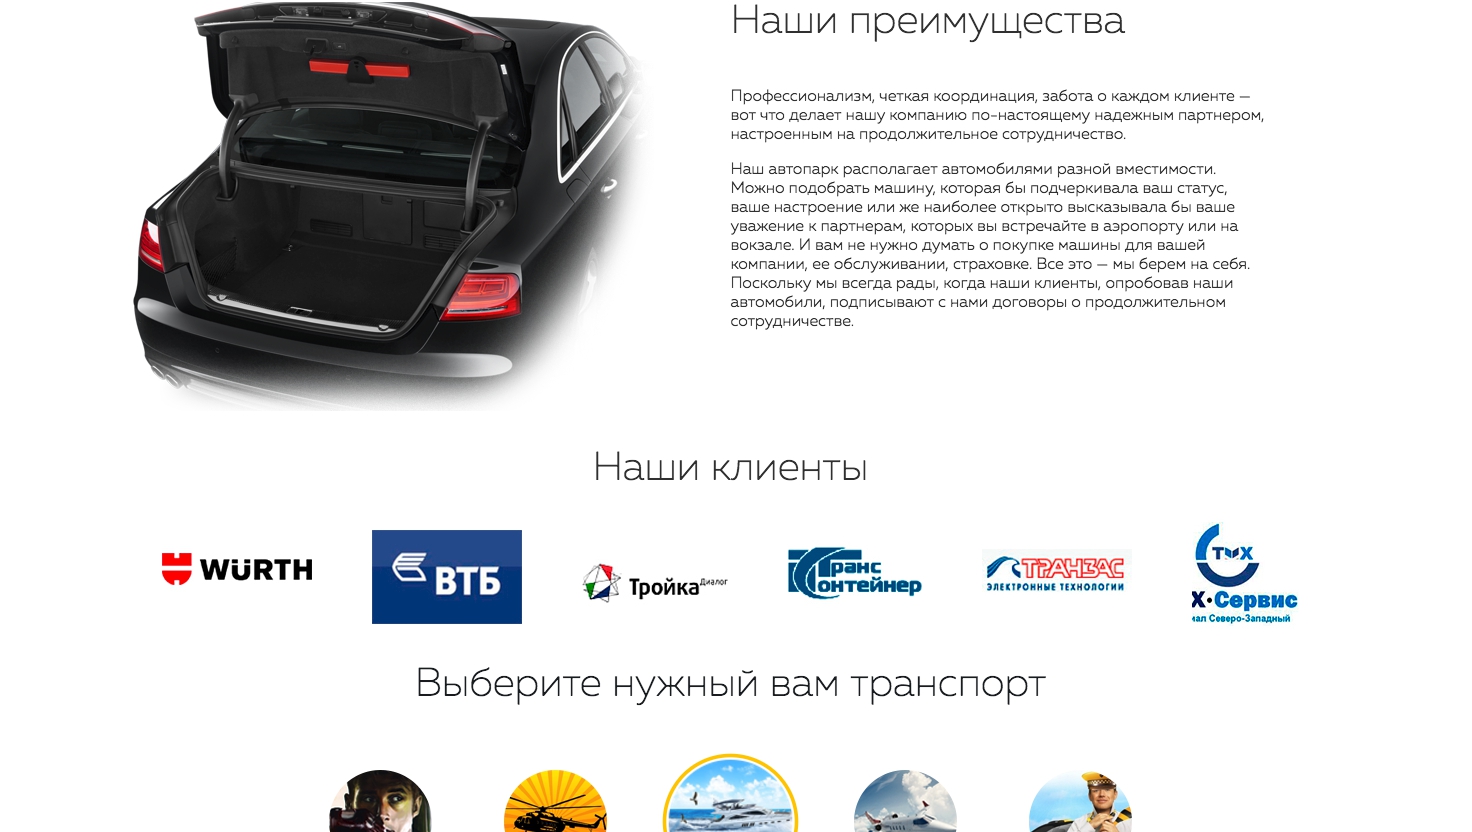 Наши преимущества
Профессионализм, четкая координация, забота о каждом клиенте —
вот что делает нашу компанию по-настоящему надежным партнером,
настроенным на продолжительное сотрудничество.
Наш автопарк располагает автомобилями разной вместимости.
Можно подобрать машину, которая бы подчеркивала ваш статус,
ваше настроение или же наиболее открыто высказывала бы ваше
уважение к партнерам, которых вы встречайте в аэропорту или на
вокзале. И вам не нужно думать о покупке машины для вашей
компании, ее обслуживании, страховке. Все это — мы берем на себя.
Поскольку мы всегда рады, когда наши клиенты, опробовав наши
автомобили, подписывают с нами договоры о продолжительном
сотрудничестве.
Наши клиенты
WÜRTH
ВТБ
Тройка Диалог
Транс
Контейнер
ТРАНЗАС
ЭЛЕКТРОННЫЕ ТЕХНОЛОГИИ
ТМХ
Х·Сервис
иал Северо-Западный
Выберите нужный вам транспорт